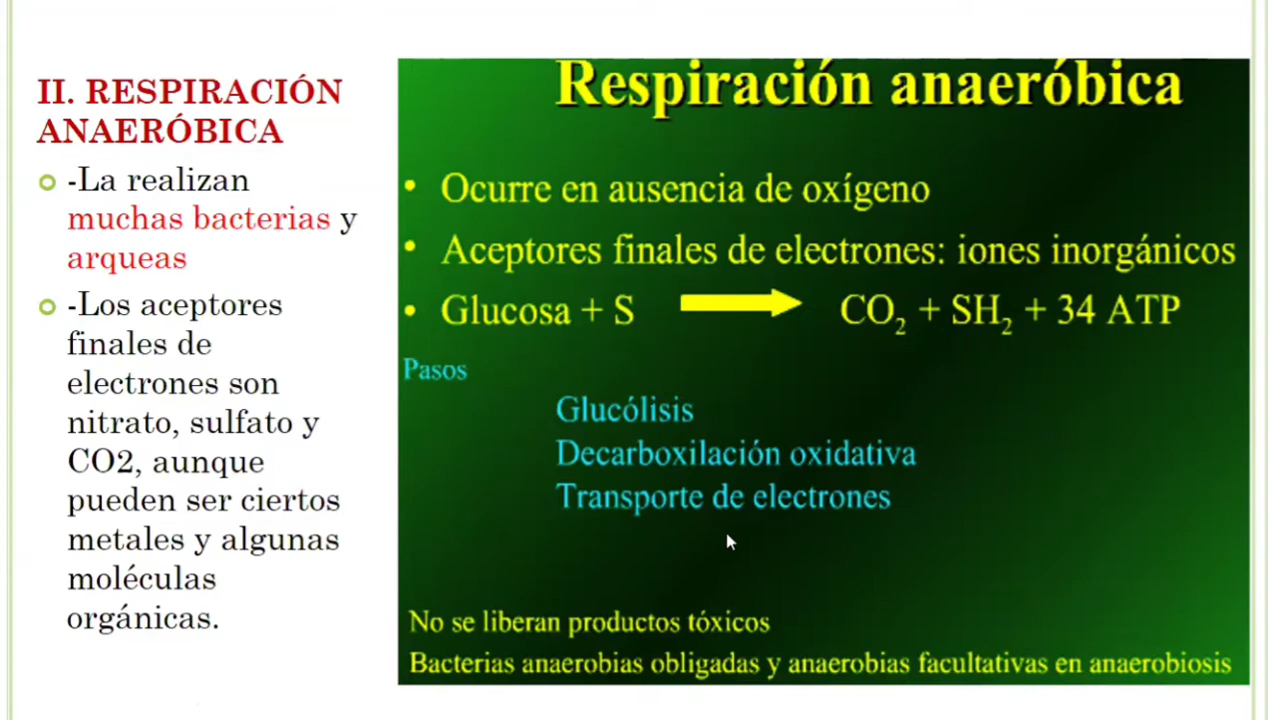 II. RESPIRACIÓN
ANAERÓBICA
-La realizan
muchas bacterias y
arqueas
-Los aceptores
finales de
electrones son
nitrato, sulfato y
CO2, aunque
pueden ser ciertos
metales y algunas
moléculas
orgánicas.
Respiración anaeróbica
• Ocurre en ausencia de oxígeno
• Aceptores finales de electrones: iones inorgánicos
• Glucosa + S → CO₂ + SH₂ + 34 ATP
Pasos
Glucólisis
Decarboxilación oxidativa
Transporte de electrones
No se liberan productos tóxicos
Bacterias anaerobias obligadas y anaerobias facultativas en anaerobiosis